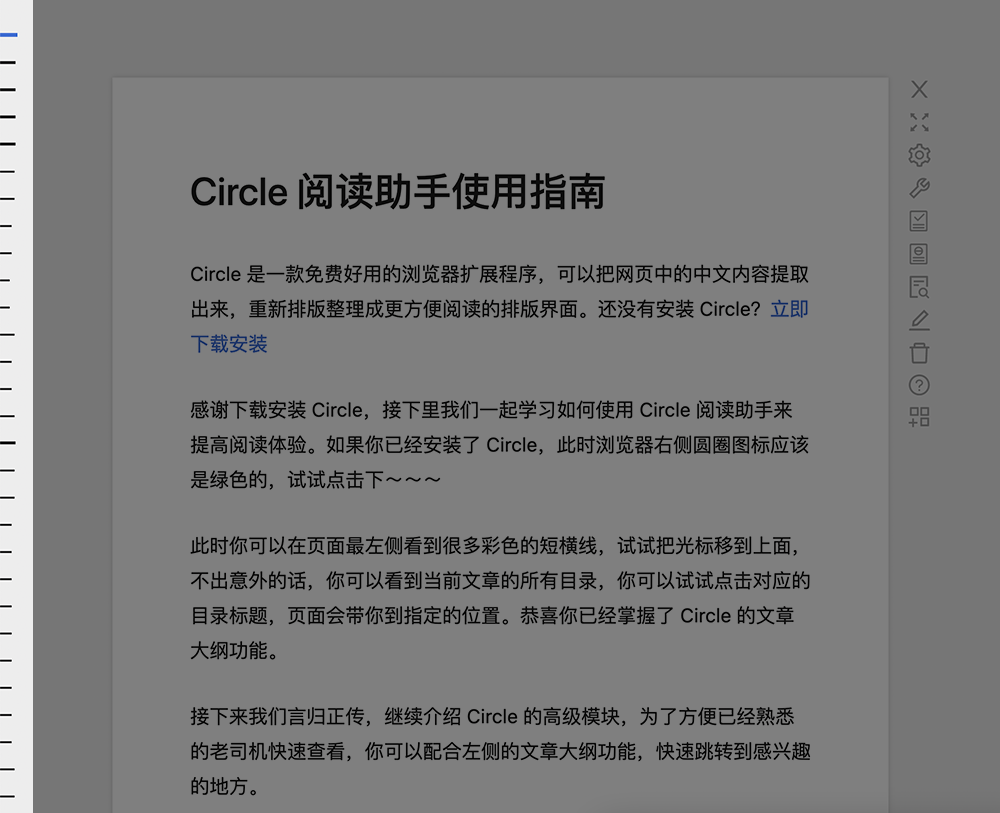 Circle 阅读助手使用指南
Circle 是一款免费好用的浏览器扩展程序，可以把网页中的中文内容提取
出来，重新排版整理成更方便阅读的排版界面。还没有安装 Circle？立即
下载安装
感谢下载安装 Circle，接下里我们一起学习如何使用 Circle 阅读助手来
提高阅读体验。如果你已经安装了 Circle，此时浏览器右侧圆圈图标应该
是绿色的，试试点击下～～～
此时你可以在页面最左侧看到很多彩色的短横线，试试把光标移到上面，
不出意外的话，你可以看到当前文章的所有目录，你可以试试点击对应的
目录标题，页面会带你到指定的位置。恭喜你已经掌握了 Circle 的文章
大纲功能。
接下来我们言归正传，继续介绍 Circle 的高级模块，为了方便已经熟悉
的老司机快速查看，你可以配合左侧的文章大纲功能，快速跳转到感兴趣
的地方。